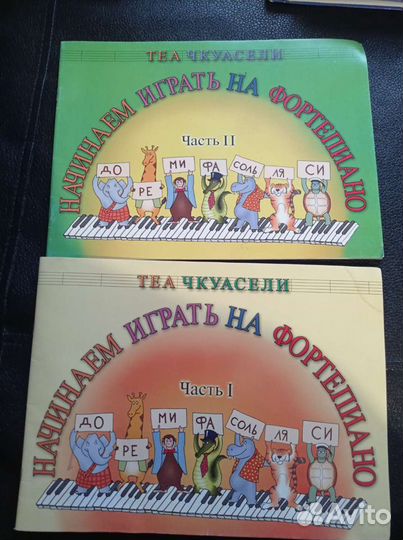 ТЕА ЧКУАСЕЛИ
НАЧИНАЕМ ИГРАТЬ НА ФОРТЕПИАНО
Часть II
ДО РЕ МИ ФА СОЛЬ ЛЯ СИ
ТЕА ЧКУАСЕЛИ
НАЧИНАЕМ ИГРАТЬ НА ФОРТЕПИАНО
Часть I
ДО РЕ МИ ФА СОЛЬ ЛЯ СИ
Avito